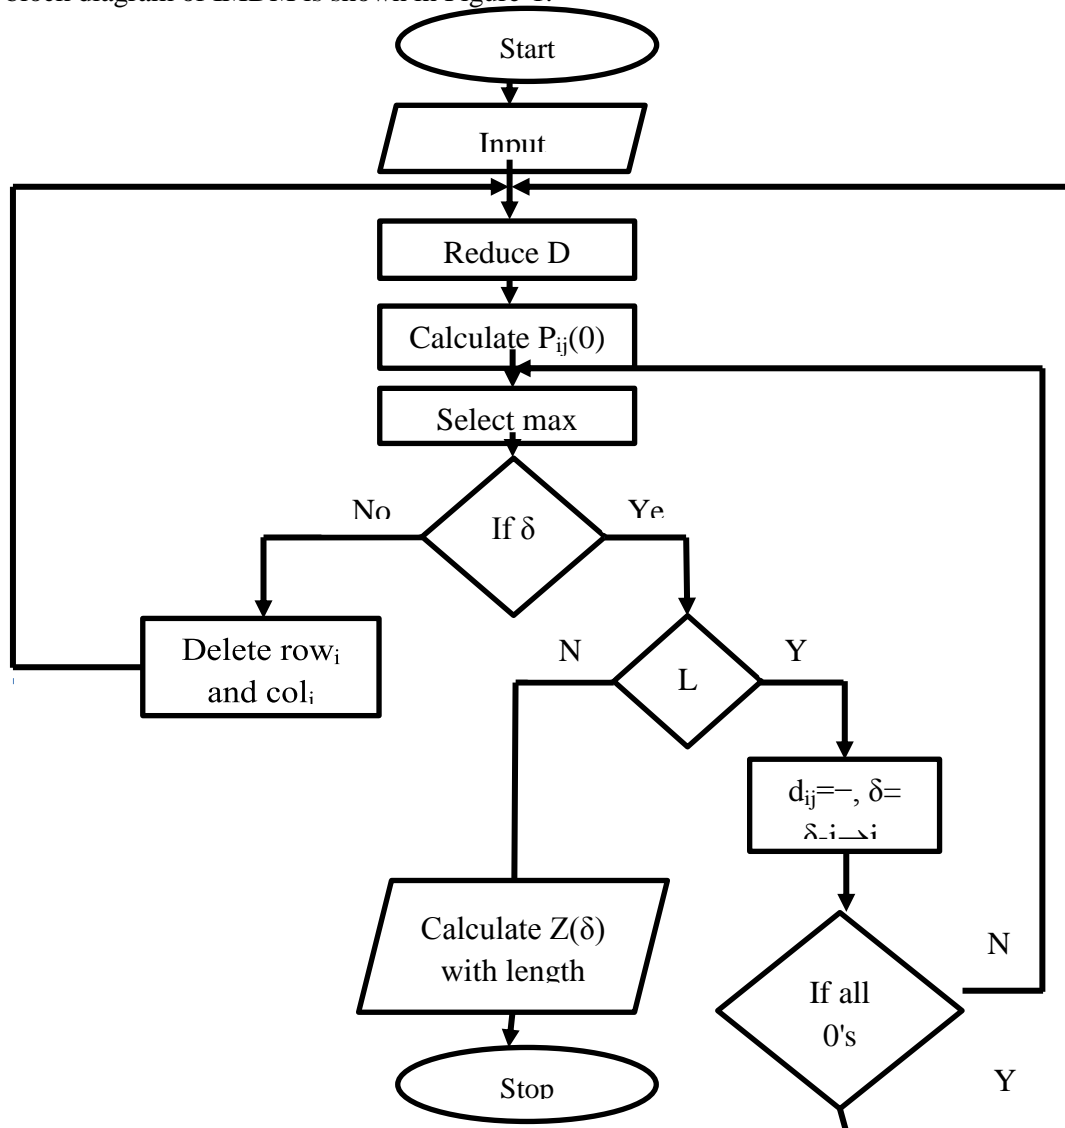 Start
Input
Reduce D
Calculate Pij(0)
Select max
No
Ye
If δ
Delete rowi
and coli
N
Y
L
dij=−, δ=
δ-i→j
Calculate Z(δ)
with length
N
If all
0's
Y
Stop